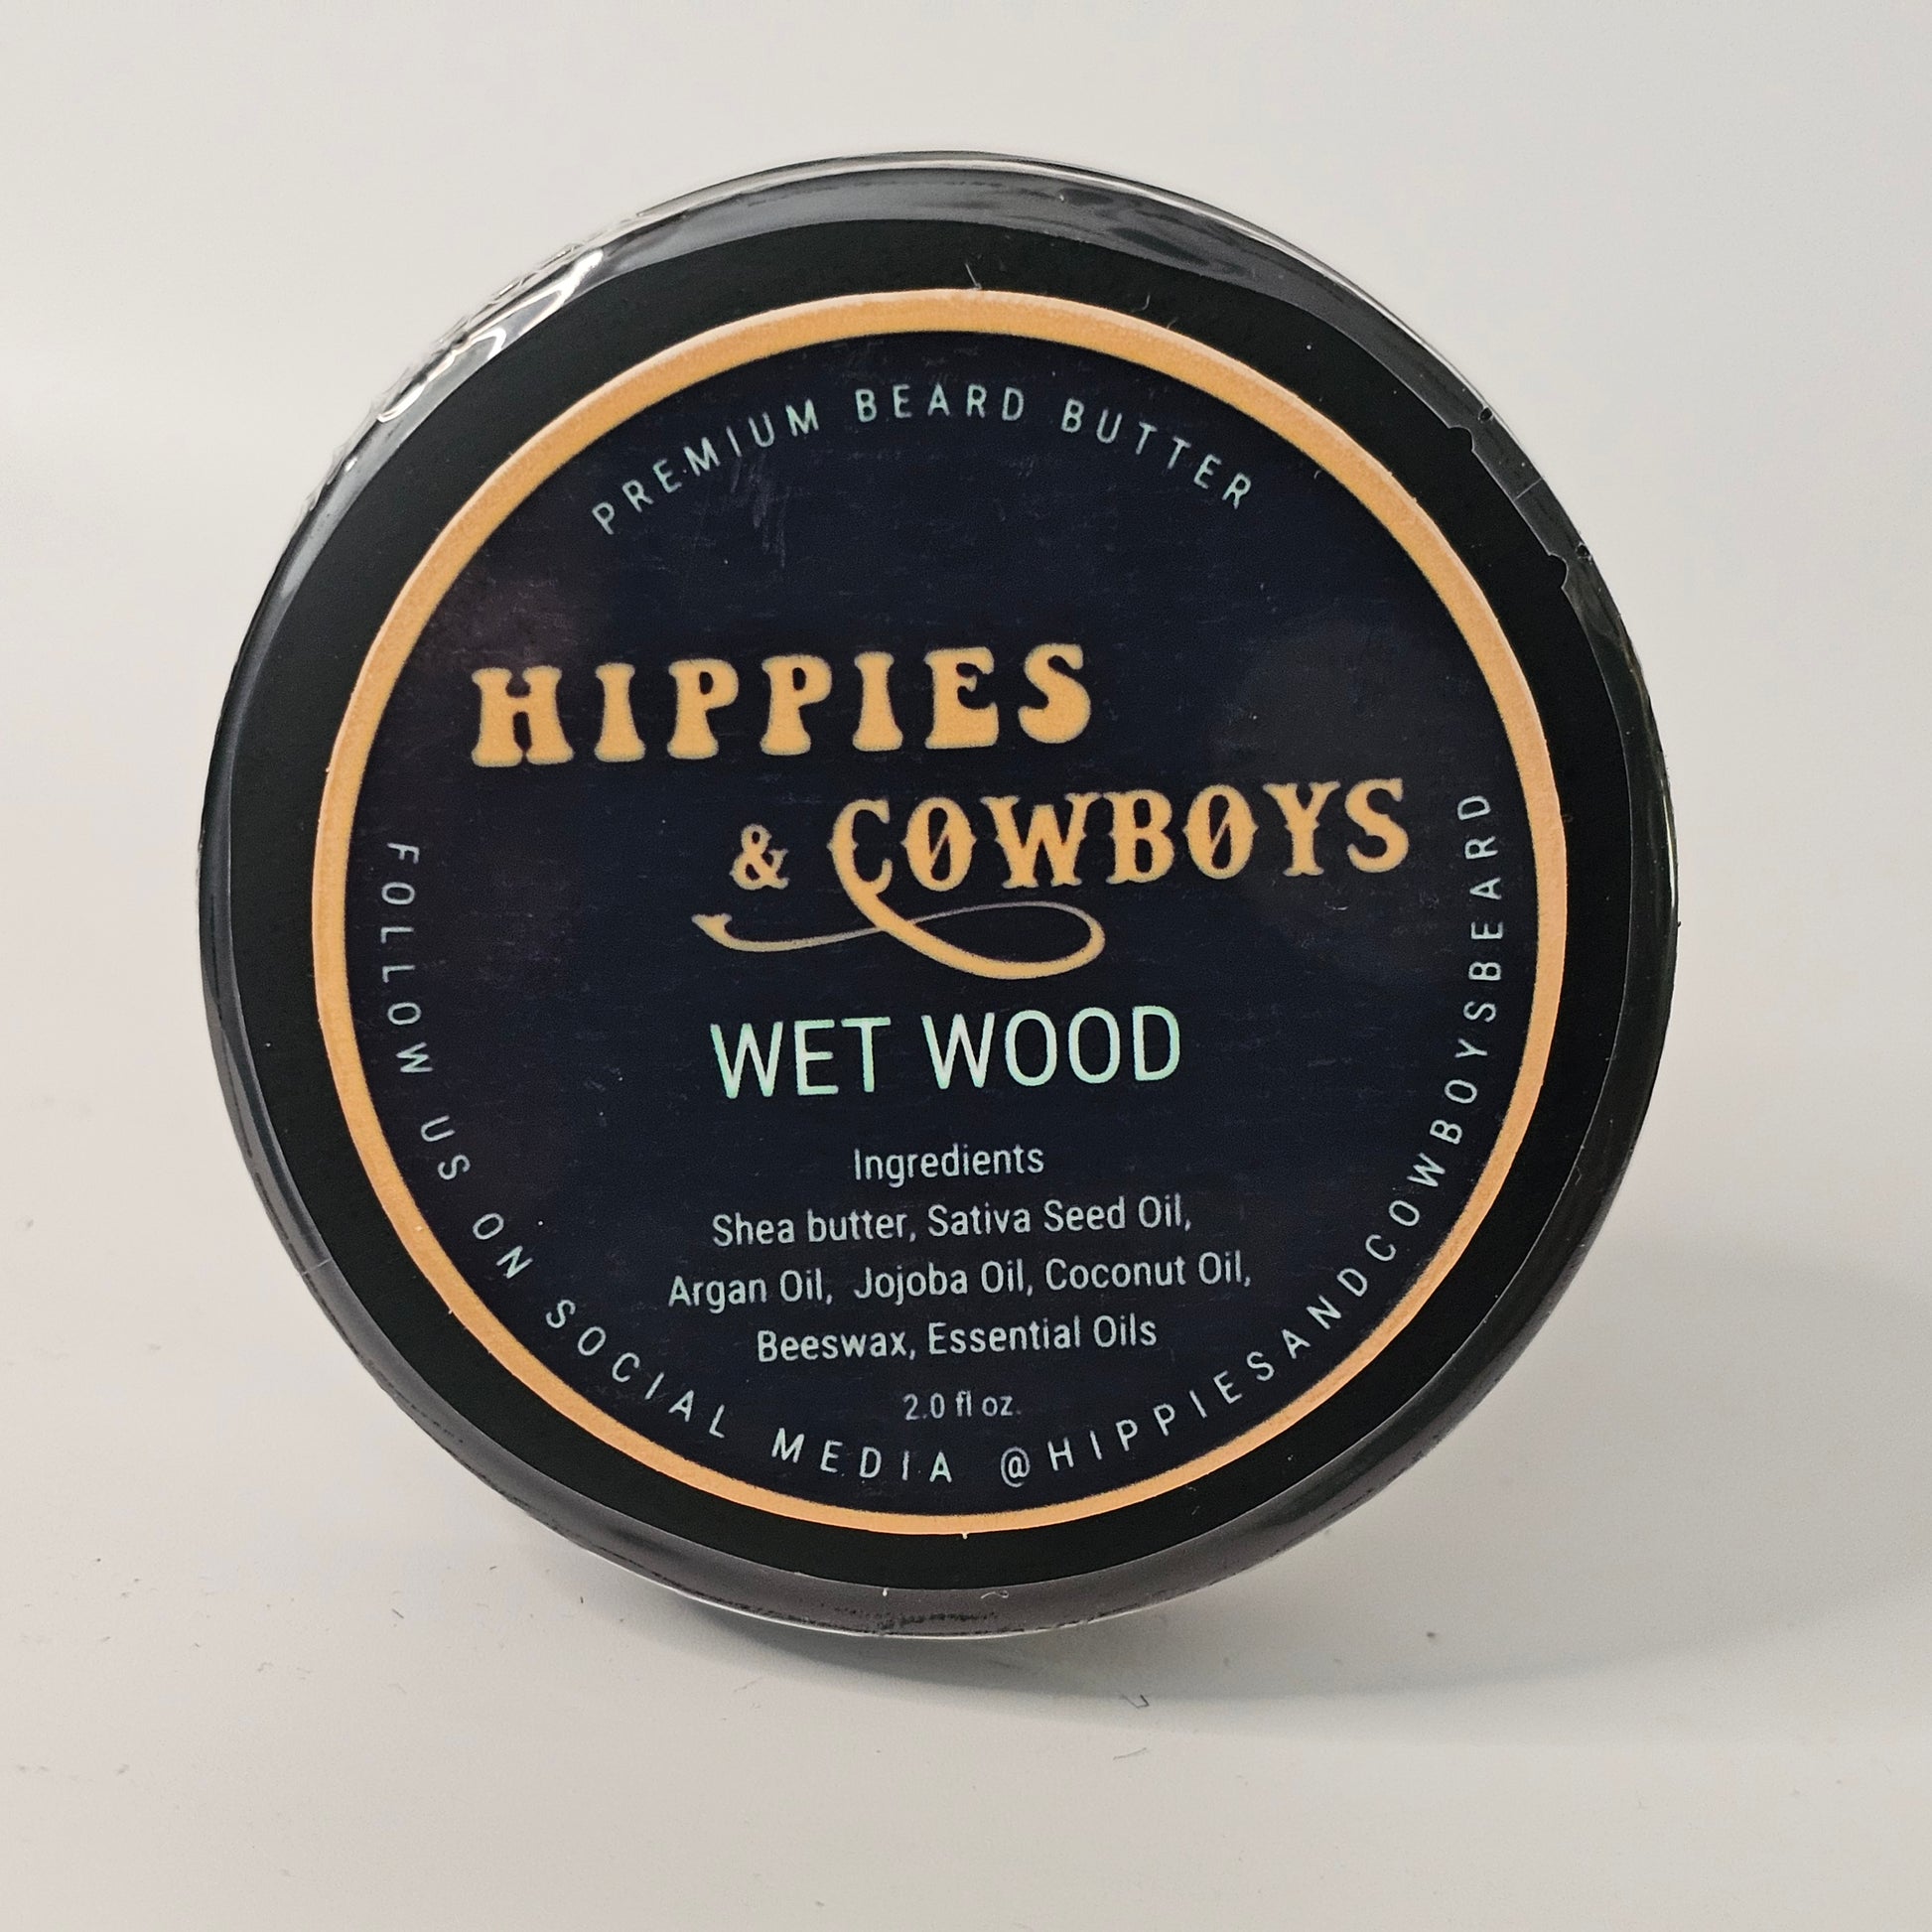 PREMIUM BEARD BUTTER
HIPPIES
& COWBOYS
WET WOOD
Ingredients
Shea butter, Sativa Seed Oil,
Argan Oil, Jojoba Oil, Coconut Oil,
Beeswax, Essential Oils
2.0 fl oz.
FOLLOW US ON SOCIAL MEDIA @HIPPIESANDCOWBOYSBEARD